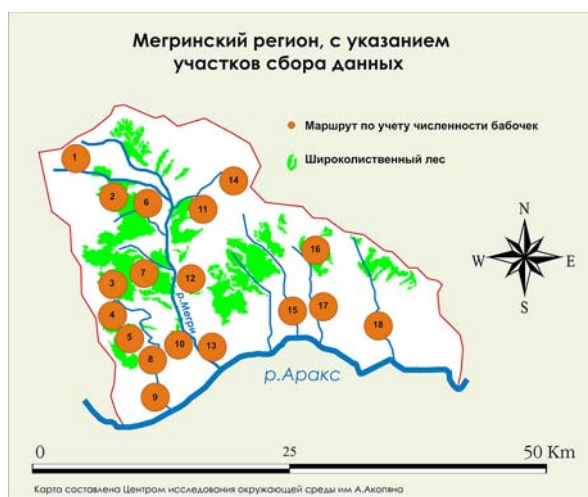 Мегринский регион, с указанием
участков сбора данных
Маршрут по учету численности бабочек
Широколиственный лес
N
W E
S
1
14
2
6
11
16
7
12
3
р.Мегри
15
17
4
18
5
10
13
8
р.Аракс
9
0 25 50 Km
Карта составлена Центром исследования окружающей среды им А.Акопяна